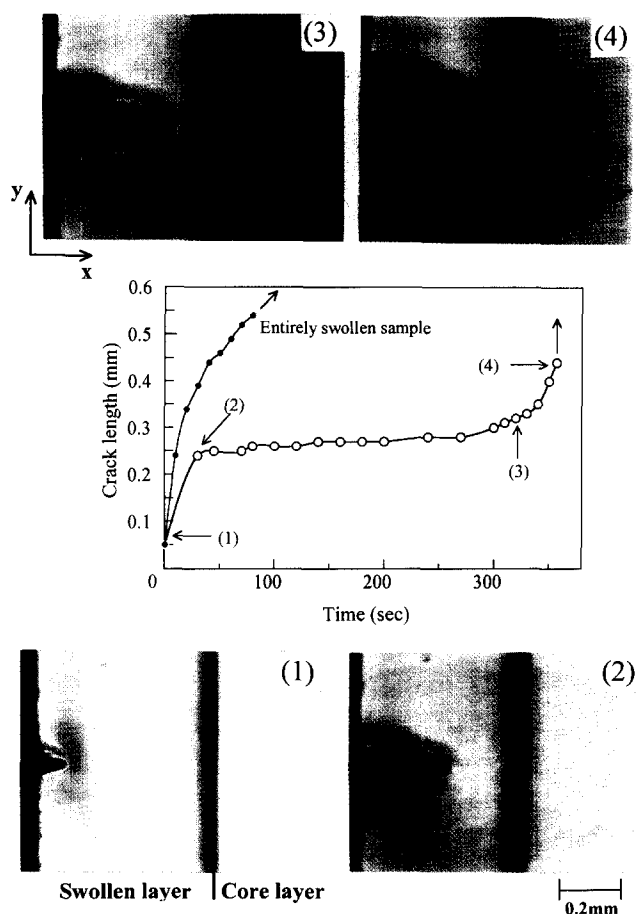 (3)
(4)
y
x
0.6
0.5
0.4
0.3
0.2
0.1
Crack length (mm)
Entirely swollen sample
(2)
(4)
(3)
(1)
0
100
200
300
Time (sec)
(1)
(2)
Swollen layer
Core layer
0.2mm